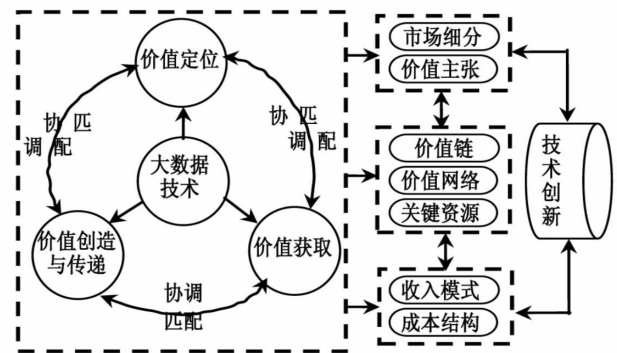 价值定位
协调
匹配
协调
匹配
大数据
技术
价值创造
与传递
价值获取
协调
匹配
市场细分
价值主张
价值链
价值网络
关键资源
收入模式
成本结构
技术创新